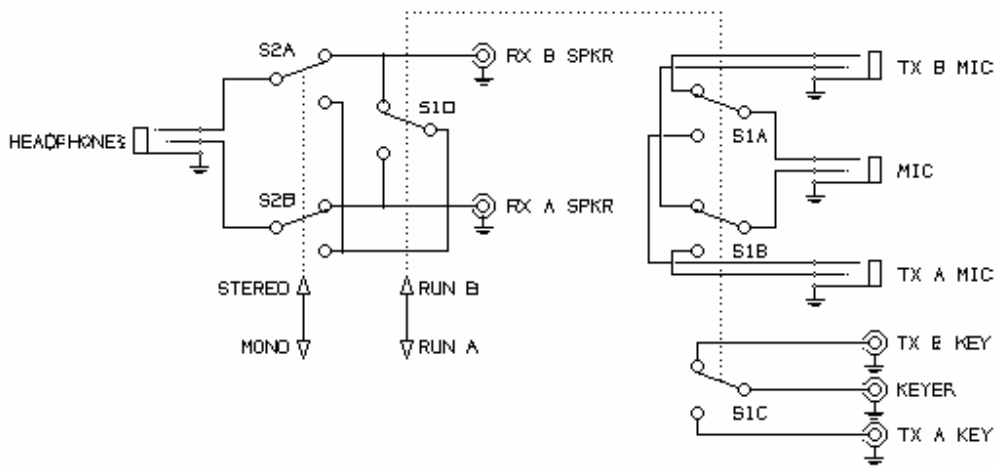 S2A
RX B SPKR
TX B MIC
S1D
S1A
HEADPHONES
MIC
S2B
RX A SPKR
S1B
TX A MIC
STEREO
RUN B
MONO
RUN A
TX B KEY
KEYER
S1C
TX A KEY